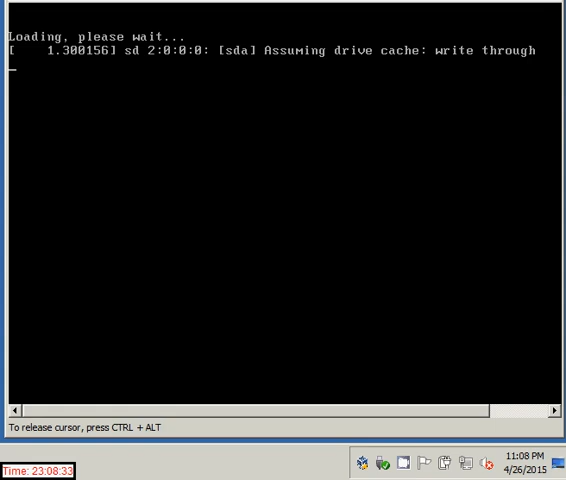 Loading, please wait...
[    1.300156] sd 2:0:0:0: [sda] Assuming drive cache: write through
To release cursor, press CTRL + ALT
11:08 PM
4/26/2015
Time: 23:08:33